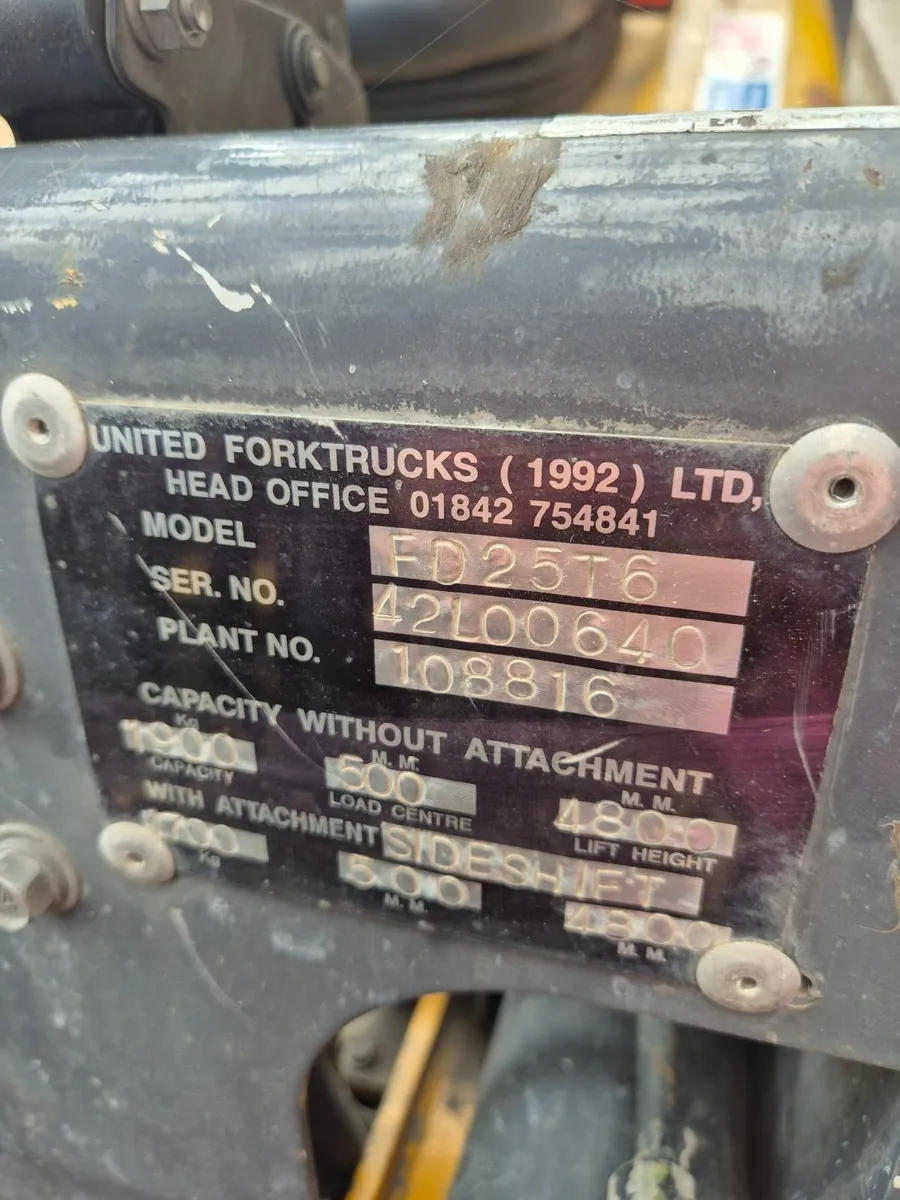 UNITED FORKTRUCKS (1992) LTD,
HEAD OFFICE 01842 754841
MODEL FD25T6
SER. NO. 42L00640
PLANT NO. 108816
CAPACITY WITHOUT ATTACHMENT
Kg M. M. M. M.
1900 500 4800
CAPACITY LOAD CENTRE LIFT HEIGHT
WITH ATTACHMENT SIDESHIFT
500 4800
Kg M. M. M. M.